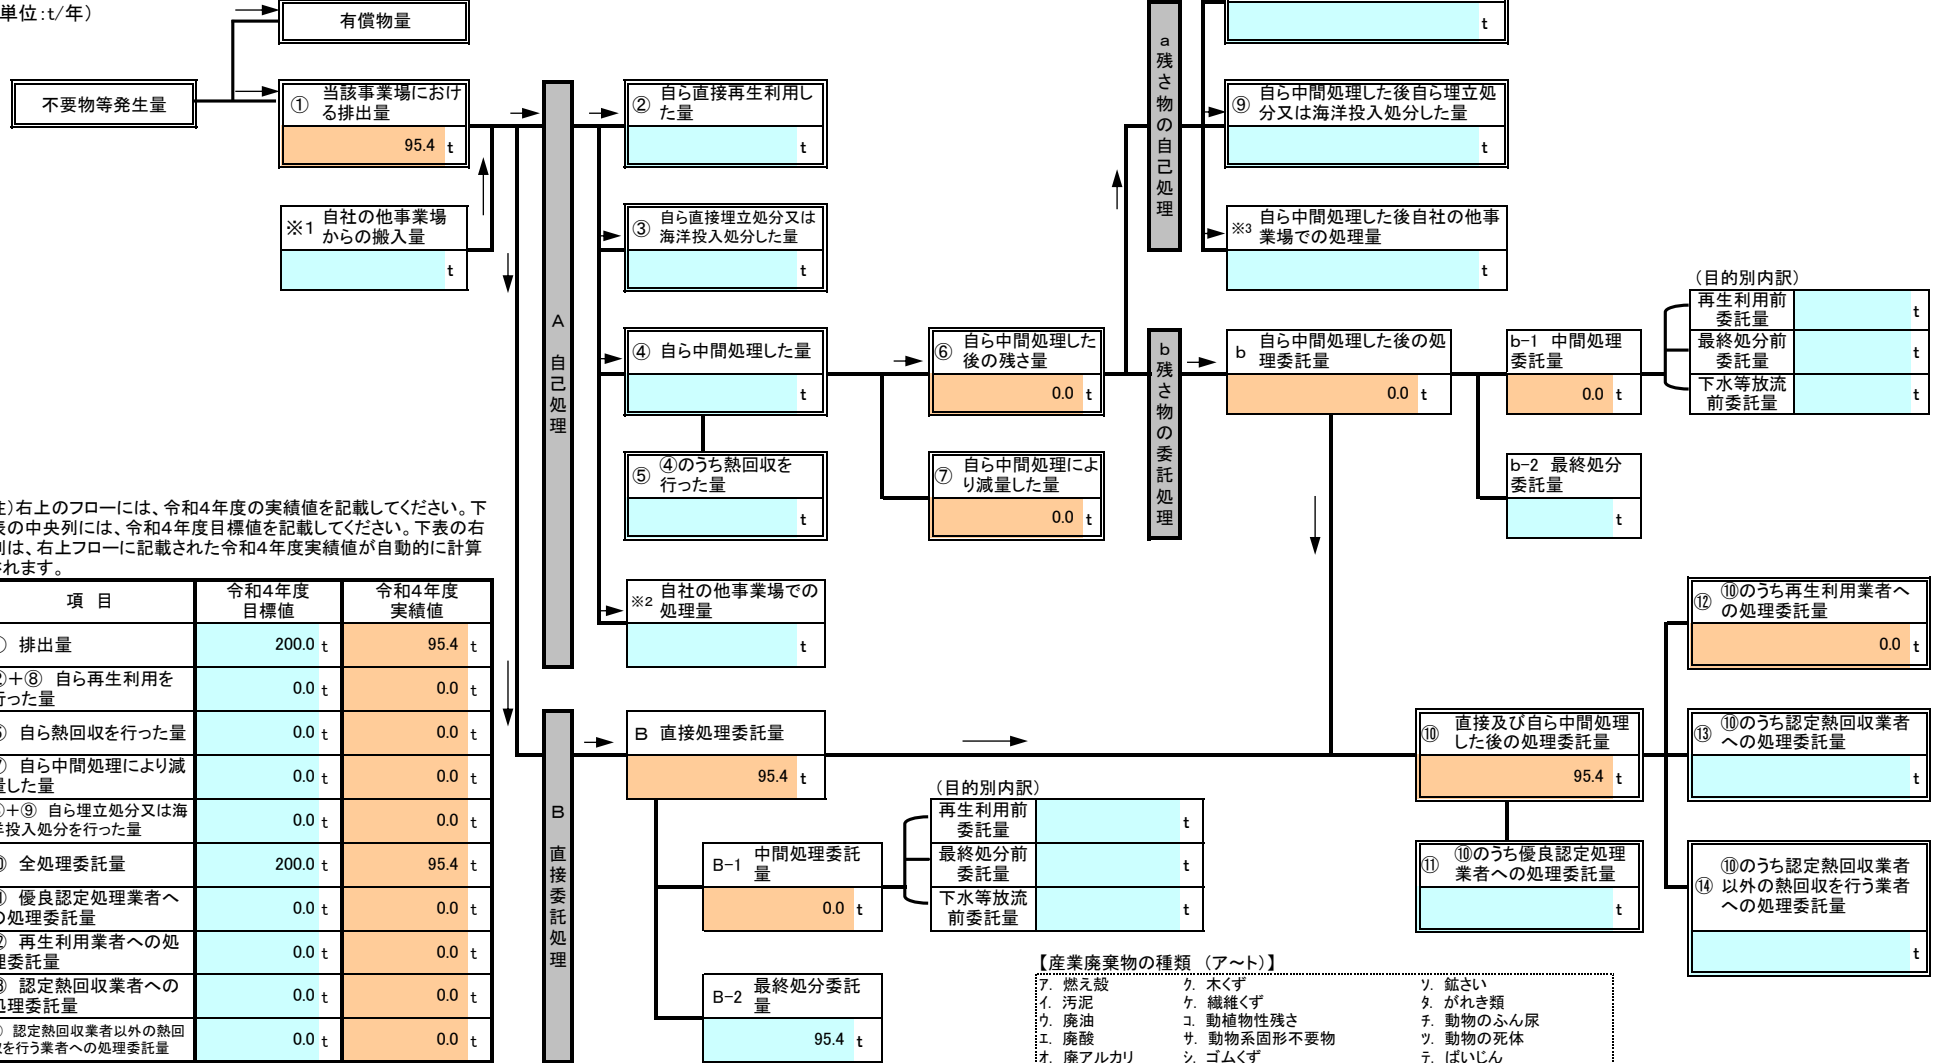 単位:t/年）
有償物量
t
不要物等発生量
① 当該事業場におけ
る排出量
95.4 t
② 自ら直接再生利用し
た量
t
⑨ 自ら中間処理した後自ら埋立処
分又は海洋投入処分した量
t
a
残さ物の自己処理
※1 自社の他事業場
からの搬入量
t
③ 自ら直接埋立処分又は
海洋投入処分した量
t
※3 自ら中間処理した後自社の他事
業場での処理量
t
A
自己処理
④ 自ら中間処理した量
t
⑥ 自ら中間処理した
後の残さ量
0.0 t
b
残さ物の委託処理
b 自ら中間処理した後の処
理委託量
0.0 t
b-1 中間処理
委託量
0.0 t
（目的別内訳）
再生利用前
委託量
t
最終処分前
委託量
t
下水等放流
前委託量
t
⑤ ④のうち熱回収を
行った量
t
⑦ 自ら中間処理によ
り減量した量
0.0 t
b-2 最終処分
委託量
t
※2 自社の他事業場での
処理量
t
)右上のフローには、令和4年度の実績値を記載してください。下
の中央列には、令和4年度目標値を記載してください。下表の右
は、右上フローに記載された令和4年度実績値が自動的に計算
れます。
項 目
令和4年度
目標値
令和4年度
実績値
排出量 200.0 t 95.4 t
+⑧ 自ら再生利用を
った量 0.0 t 0.0 t
自ら熱回収を行った量 0.0 t 0.0 t
自ら中間処理により減
した量 0.0 t 0.0 t
+⑨ 自ら埋立処分又は海
投入処分を行った量 0.0 t 0.0 t
全処理委託量 200.0 t 95.4 t
優良認定処理業者へ
の処理委託量 0.0 t 0.0 t
再生利用業者への処
理委託量 0.0 t 0.0 t
認定熱回収業者への
処理委託量 0.0 t 0.0 t
認定熱回収業者以外の熱回
を行う業者への処理委託量 0.0 t 0.0 t
B
直接委託処理
B 直接処理委託量
95.4 t
B-1 中間処理委託
量
0.0 t
B-2 最終処分委託
量
95.4 t
（目的別内訳）
再生利用前
委託量
t
最終処分前
委託量
t
下水等放流
前委託量
t
⑩ 直接及び自ら中間処理
した後の処理委託量
95.4 t
⑪ ⑩のうち優良認定処理
業者への処理委託量
t
⑫ ⑩のうち再生利用業者へ
の処理委託量
0.0 t
⑬ ⑩のうち認定熱回収業者
への処理委託量
t
⑭ ⑩のうち認定熱回収業者
以外の熱回収を行う業者
への処理委託量
t
【産業廃棄物の種類 （ア～ト）】
ア. 燃え殻 ク. 木くず ソ. 鉱さい
イ. 汚泥 ケ. 繊維くず タ. がれき類
ウ. 廃油 コ. 動植物性残さ チ. 動物のふん尿
エ. 廃酸 サ. 動物系固形不要物 ツ. 動物の死体
オ. 廃アルカリ シ. ゴムくず テ. ばいじん